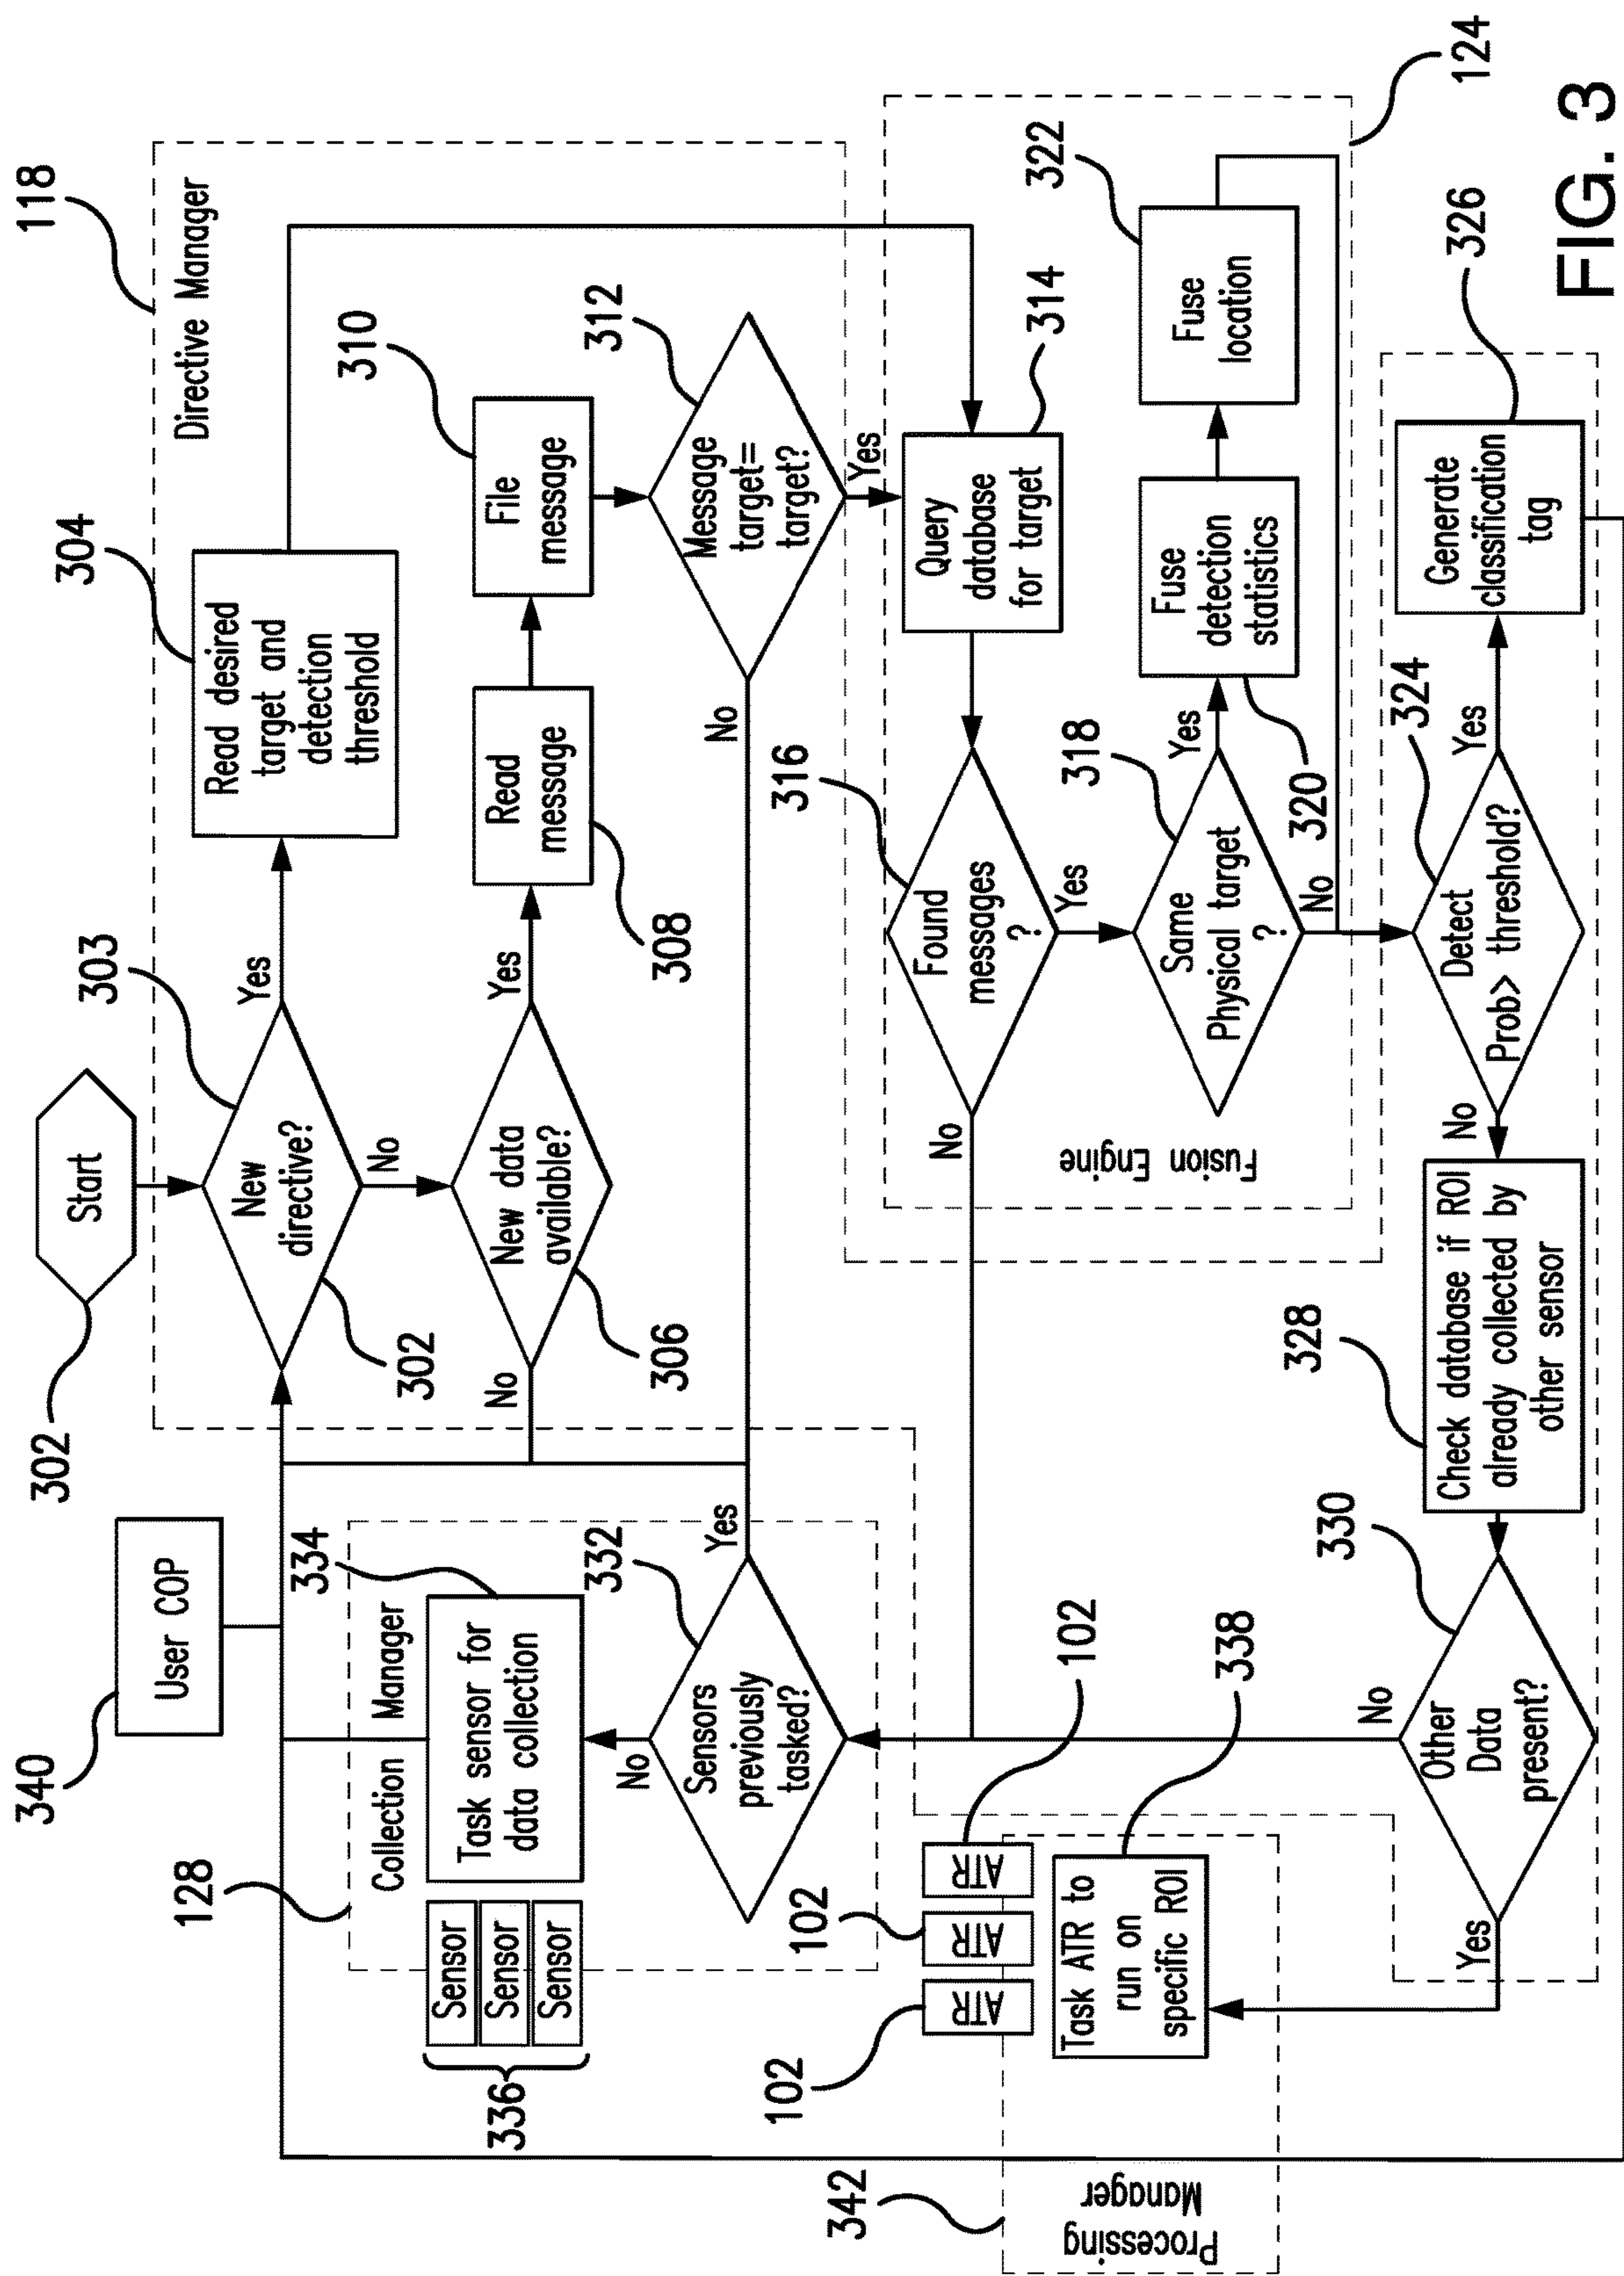 118
Directive Manager
302
Start
303
New
directive?
302
Yes
No
304
Read desired
target and
detection
threshold
New data
available?
306
Yes
No
Read
message
308
File
message
310
Message
target=
target?
312
Yes
No
340
User COP
128
Collection Manager
334
Task sensor for
data collection
332
Sensors
previously
tasked?
Yes
No
Sensor
Sensor
Sensor
336
124
Fusion Engine
Query
database
for target
314
316
Found
messages
?
No
Yes
318
Same
Physical target
?
Yes
No
Fuse
detection
statistics
320
Fuse
location
322
324
Detect
Prob> threshold?
Yes
No
Generate
classification
tag
326
328
Check database if ROI
already collected by
other sensor
330
Other
Data
present?
No
Yes
342
Processing
Manager
102
102
102
ATR
ATR
ATR
Task ATR to
run on
specific ROI
338
FIG. 3